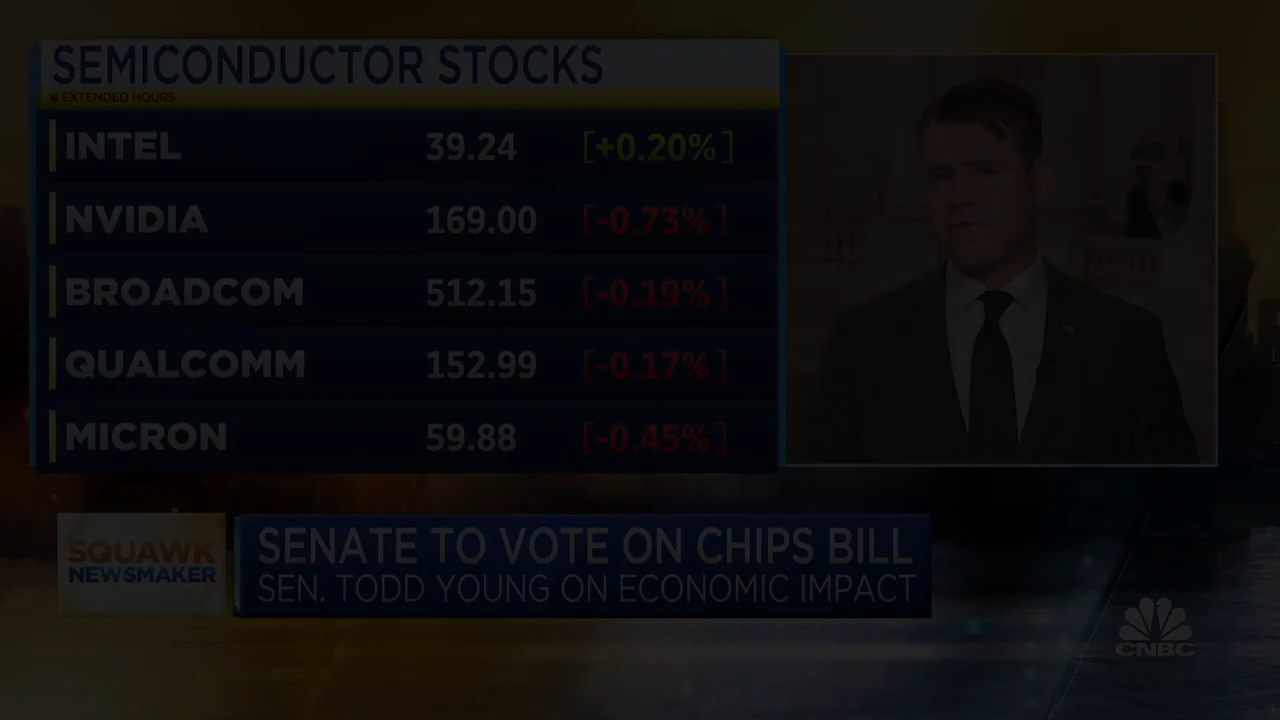 SEMICONDUCTOR STOCKS
EXTENDED HOURS
INTEL 39.24 [+0.20%]
NVIDIA 169.00 [-0.73%]
BROADCOM 512.15 [-0.19%]
QUALCOMM 152.99 [-0.17%]
MICRON 59.88 [-0.45%]
SQUAWK
NEWSMAKER
SENATE TO VOTE ON CHIPS BILL
SEN. TODD YOUNG ON ECONOMIC IMPACT
CNBC